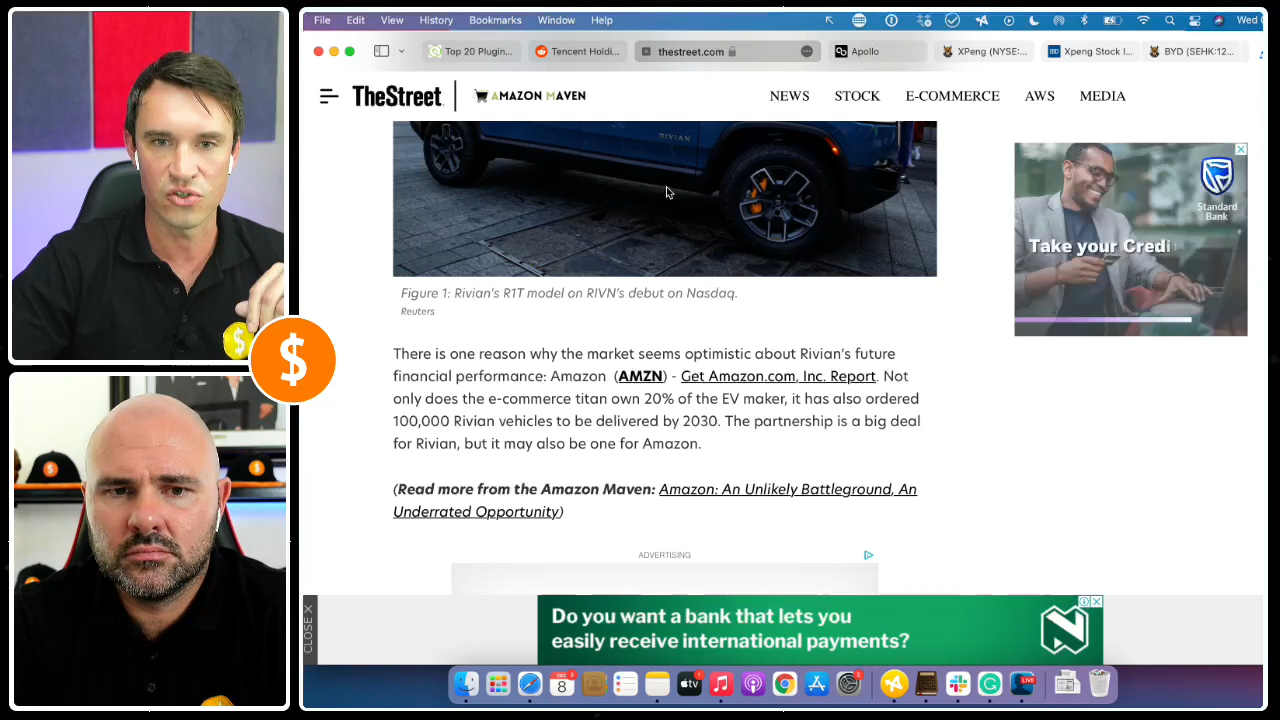 File Edit View History Bookmarks Window Help
Wed
Top 20 Plugin...
Tencent Holdi...
thestreet.com
Apollo
XPeng (NYSE:...
Xpeng Stock I...
BYD (SEHK:12...
TheStreet
AMAZON MAVEN
NEWS STOCK E-COMMERCE AWS MEDIA
RIVIAN
Figure 1: Rivian's R1T model on RIVN's debut on Nasdaq.
Reuters
Standard
Bank
Take your Credi
There is one reason why the market seems optimistic about Rivian's future
financial performance: Amazon (AMZN) - Get Amazon.com, Inc. Report. Not
only does the e-commerce titan own 20% of the EV maker, it has also ordered
100,000 Rivian vehicles to be delivered by 2030. The partnership is a big deal
for Rivian, but it may also be one for Amazon.
(Read more from the Amazon Maven: Amazon: An Unlikely Battleground, An
Underrated Opportunity)
ADVERTISING
CLOSE X
Do you want a bank that lets you
easily receive international payments?
N
$
$
$
$
DEC
8
tv
LIVE